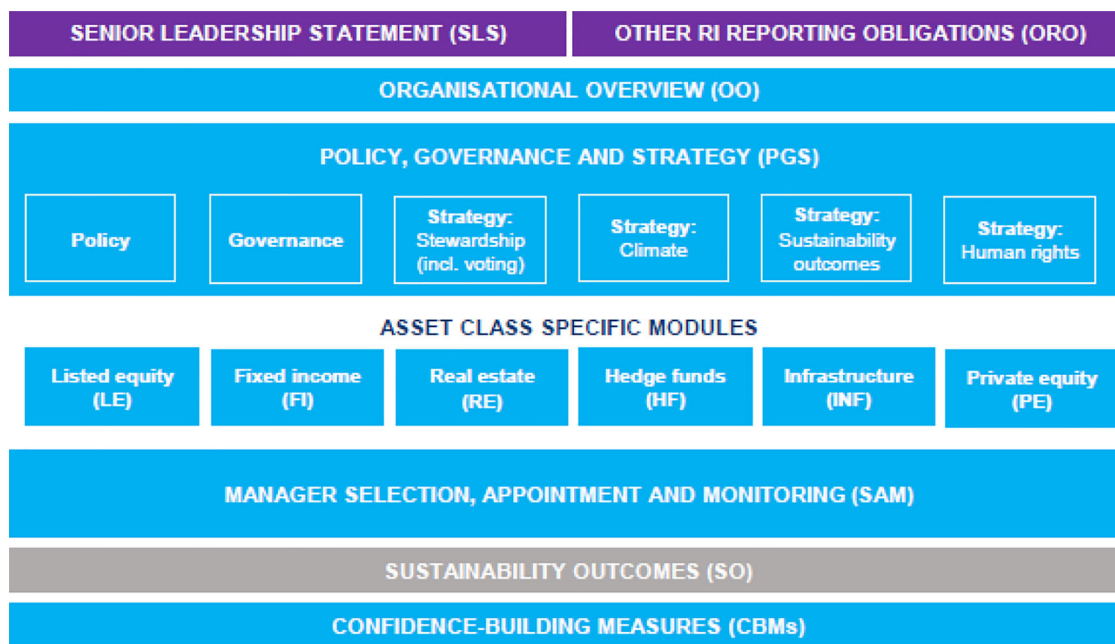 SENIOR LEADERSHIP STATEMENT (SLS)
OTHER RI REPORTING OBLIGATIONS (ORO)
ORGANISATIONAL OVERVIEW (OO)
POLICY, GOVERNANCE AND STRATEGY (PGS)
Policy
Governance
Strategy:
Stewardship
(incl. voting)
Strategy:
Climate
Strategy:
Sustainability
outcomes
Strategy:
Human rights
ASSET CLASS SPECIFIC MODULES
Listed equity
(LE)
Fixed income
(FI)
Real estate
(RE)
Hedge funds
(HF)
Infrastructure
(INF)
Private equity
(PE)
MANAGER SELECTION, APPOINTMENT AND MONITORING (SAM)
SUSTAINABILITY OUTCOMES (SO)
CONFIDENCE-BUILDING MEASURES (CBMs)